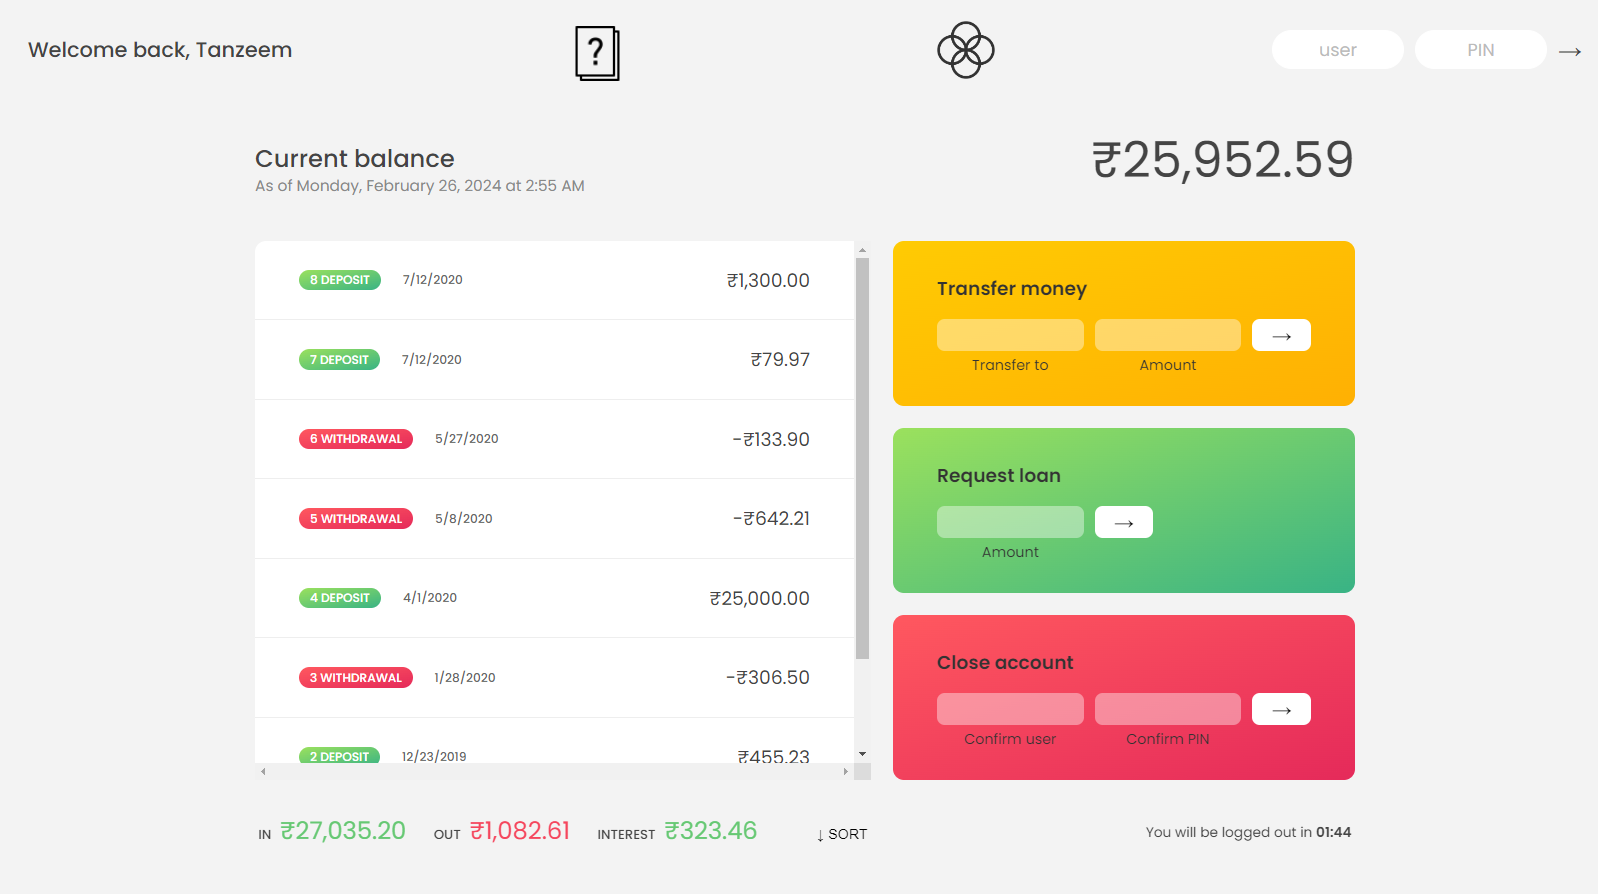 Welcome back, Tanzeem
?
user
PIN
→
Current balance
As of Monday, February 26, 2024 at 2:55 AM
₹25,952.59
8 DEPOSIT 7/12/2020 ₹1,300.00
7 DEPOSIT 7/12/2020 ₹79.97
6 WITHDRAWAL 5/27/2020 -₹133.90
5 WITHDRAWAL 5/8/2020 -₹642.21
4 DEPOSIT 4/1/2020 ₹25,000.00
3 WITHDRAWAL 1/28/2020 -₹306.50
2 DEPOSIT 12/23/2019 ₹455.23
Transfer money
→
Transfer to Amount
Request loan
→
Amount
Close account
→
Confirm user Confirm PIN
IN ₹27,035.20 OUT ₹1,082.61 INTEREST ₹323.46 ↓ SORT
You will be logged out in 01:44